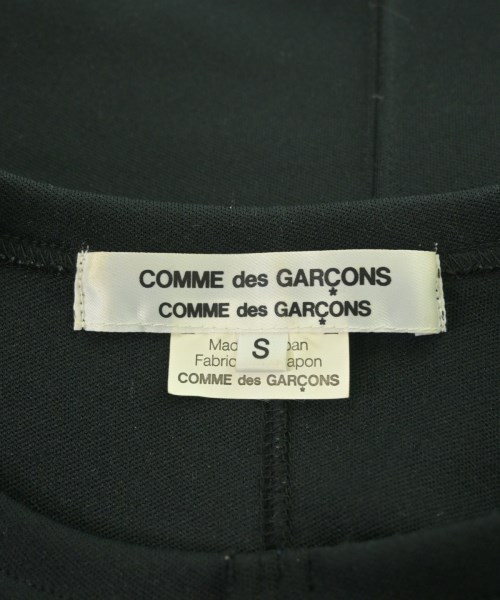 COMME des GARÇONS
COMME des GARÇONS
S
Mad pan
Fabric apon
COMME des GARÇONS